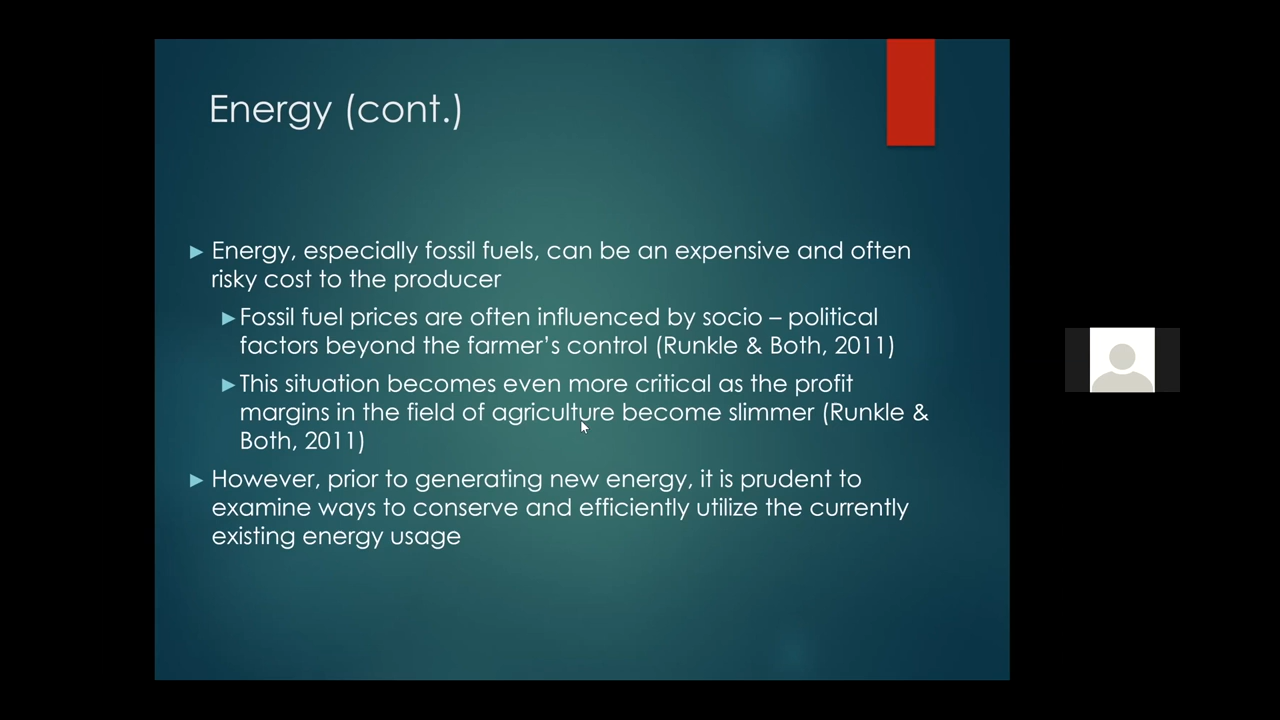 Energy (cont.)
Energy, especially fossil fuels, can be an expensive and often
risky cost to the producer
Fossil fuel prices are often influenced by socio – political
factors beyond the farmer's control (Runkle & Both, 2011)
This situation becomes even more critical as the profit
margins in the field of agriculture become slimmer (Runkle &
Both, 2011)
However, prior to generating new energy, it is prudent to
examine ways to conserve and efficiently utilize the currently
existing energy usage